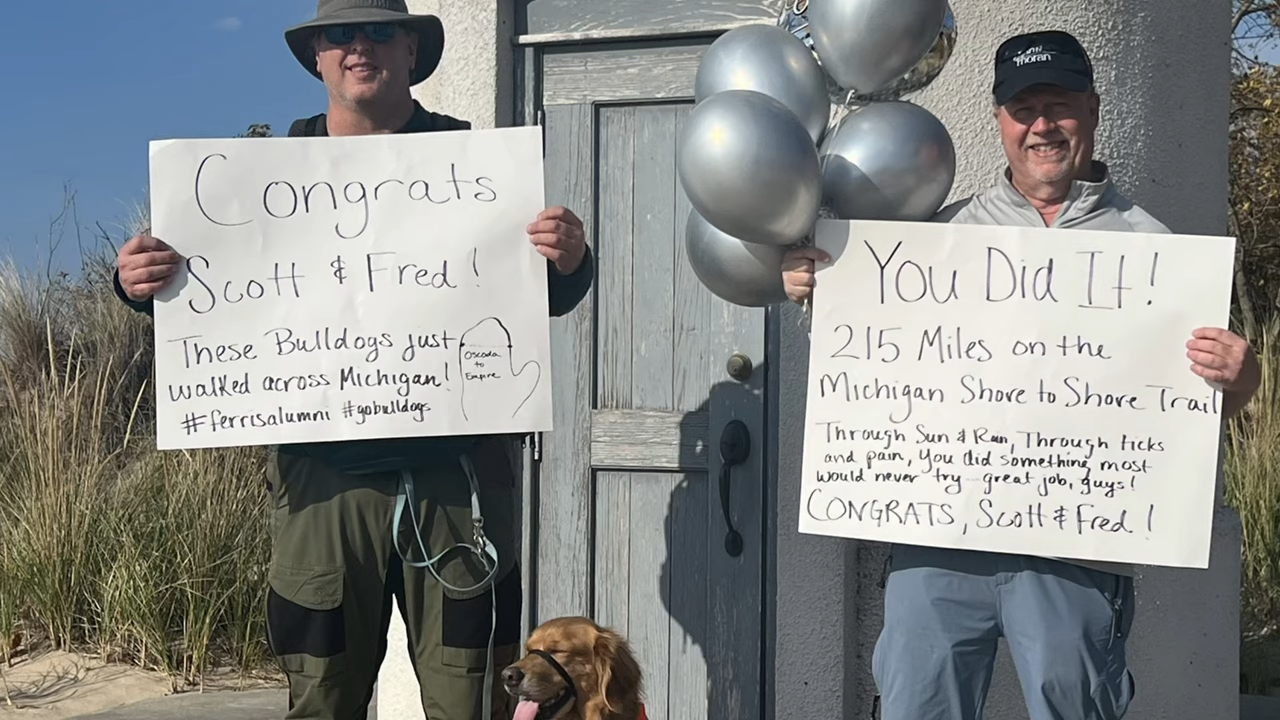 Congrats
Scott & Fred!
These Bulldogs just
walked across Michigan!
#ferrisalumni #gobulldogs
Oscoda
to
Empire
You Did It!
215 Miles on the
Michigan Shore to Shore Trail
Through Sun & Rain, Through ticks
and pain, you did something most
would never try - great job, guys!
CONGRATS, Scott & Fred!